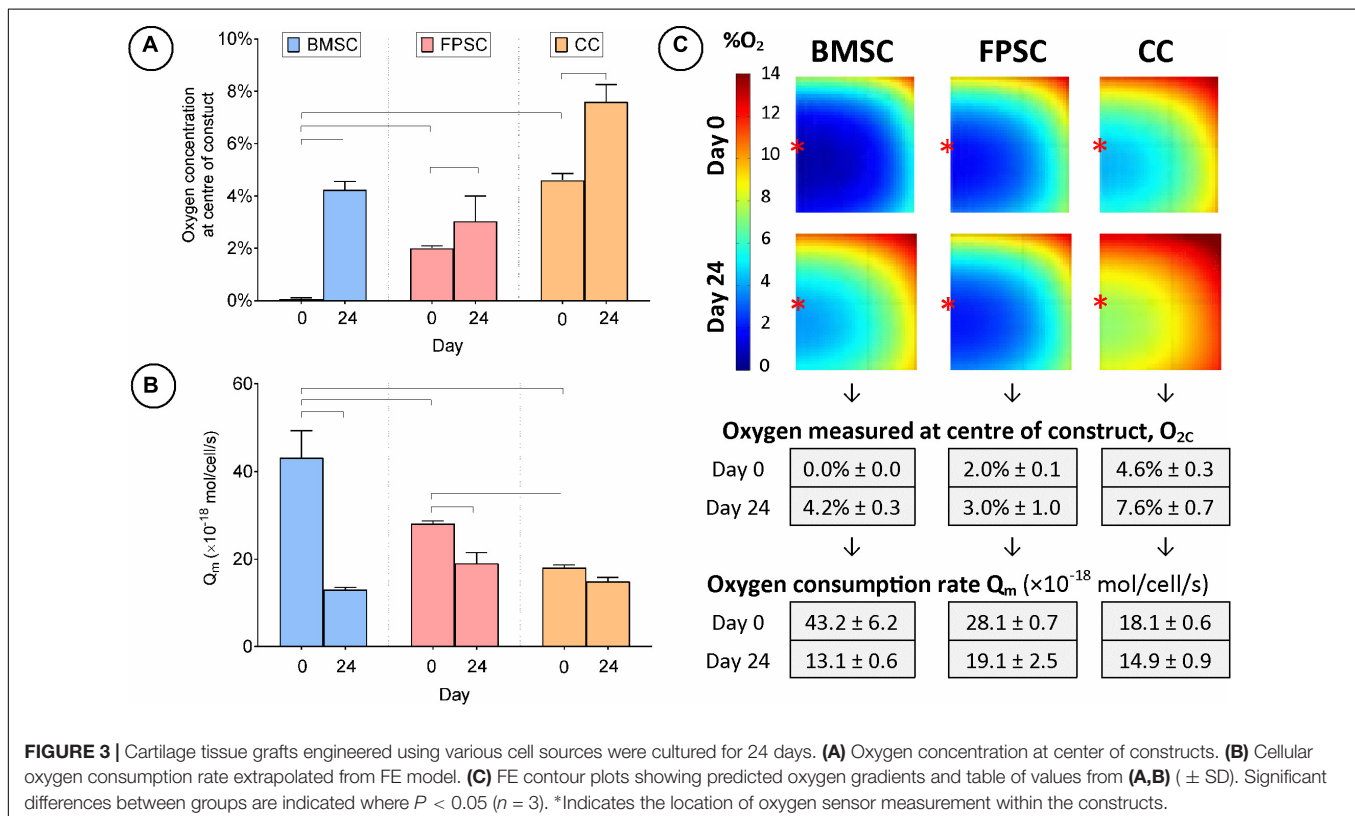 A
10%
8%
6%
4%
2%
0%
Oxygen concentration
at centre of constuct
BMSC
FPSC
CC
0 24 0 24 0 24
Day
B
60
40
20
0
Qm (×10-18 mol/cell/s)
0 24 0 24 0 24
Day
C
%O2
14
12
10
8
6
4
2
0
BMSC FPSC CC
Day 0
* * *
Day 24
* * *
Oxygen measured at centre of construct, O2C
Day 0 0.0% ± 0.0 2.0% ± 0.1 4.6% ± 0.3
Day 24 4.2% ± 0.3 3.0% ± 1.0 7.6% ± 0.7
Oxygen consumption rate Qm (×10-18 mol/cell/s)
Day 0 43.2 ± 6.2 28.1 ± 0.7 18.1 ± 0.6
Day 24 13.1 ± 0.6 19.1 ± 2.5 14.9 ± 0.9
FIGURE 3 | Cartilage tissue grafts engineered using various cell sources were cultured for 24 days. (A) Oxygen concentration at center of constructs. (B) Cellular
oxygen consumption rate extrapolated from FE model. (C) FE contour plots showing predicted oxygen gradients and table of values from (A,B) ( ± SD). Significant
differences between groups are indicated where P < 0.05 (n = 3). *Indicates the location of oxygen sensor measurement within the constructs.